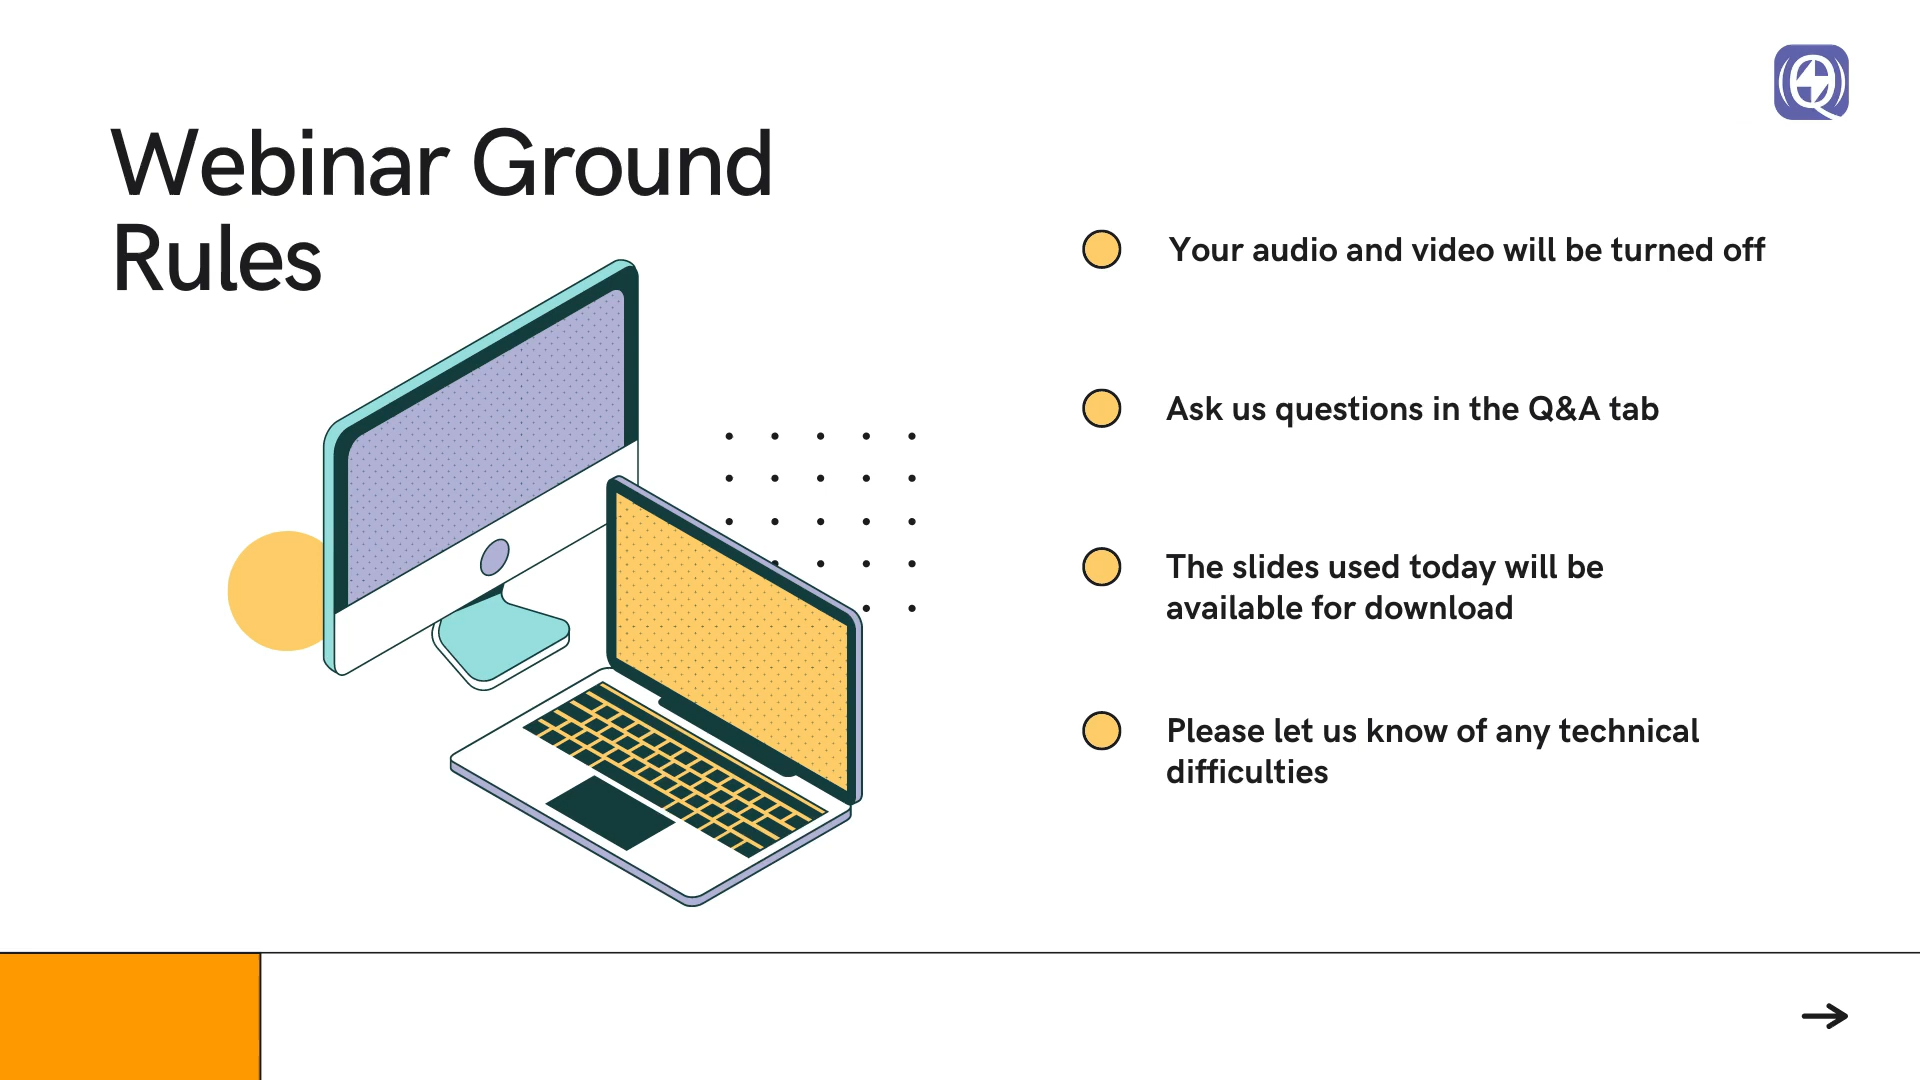 Webinar Ground
Rules
Your audio and video will be turned off
Ask us questions in the Q&A tab
The slides used today will be
available for download
Please let us know of any technical
difficulties